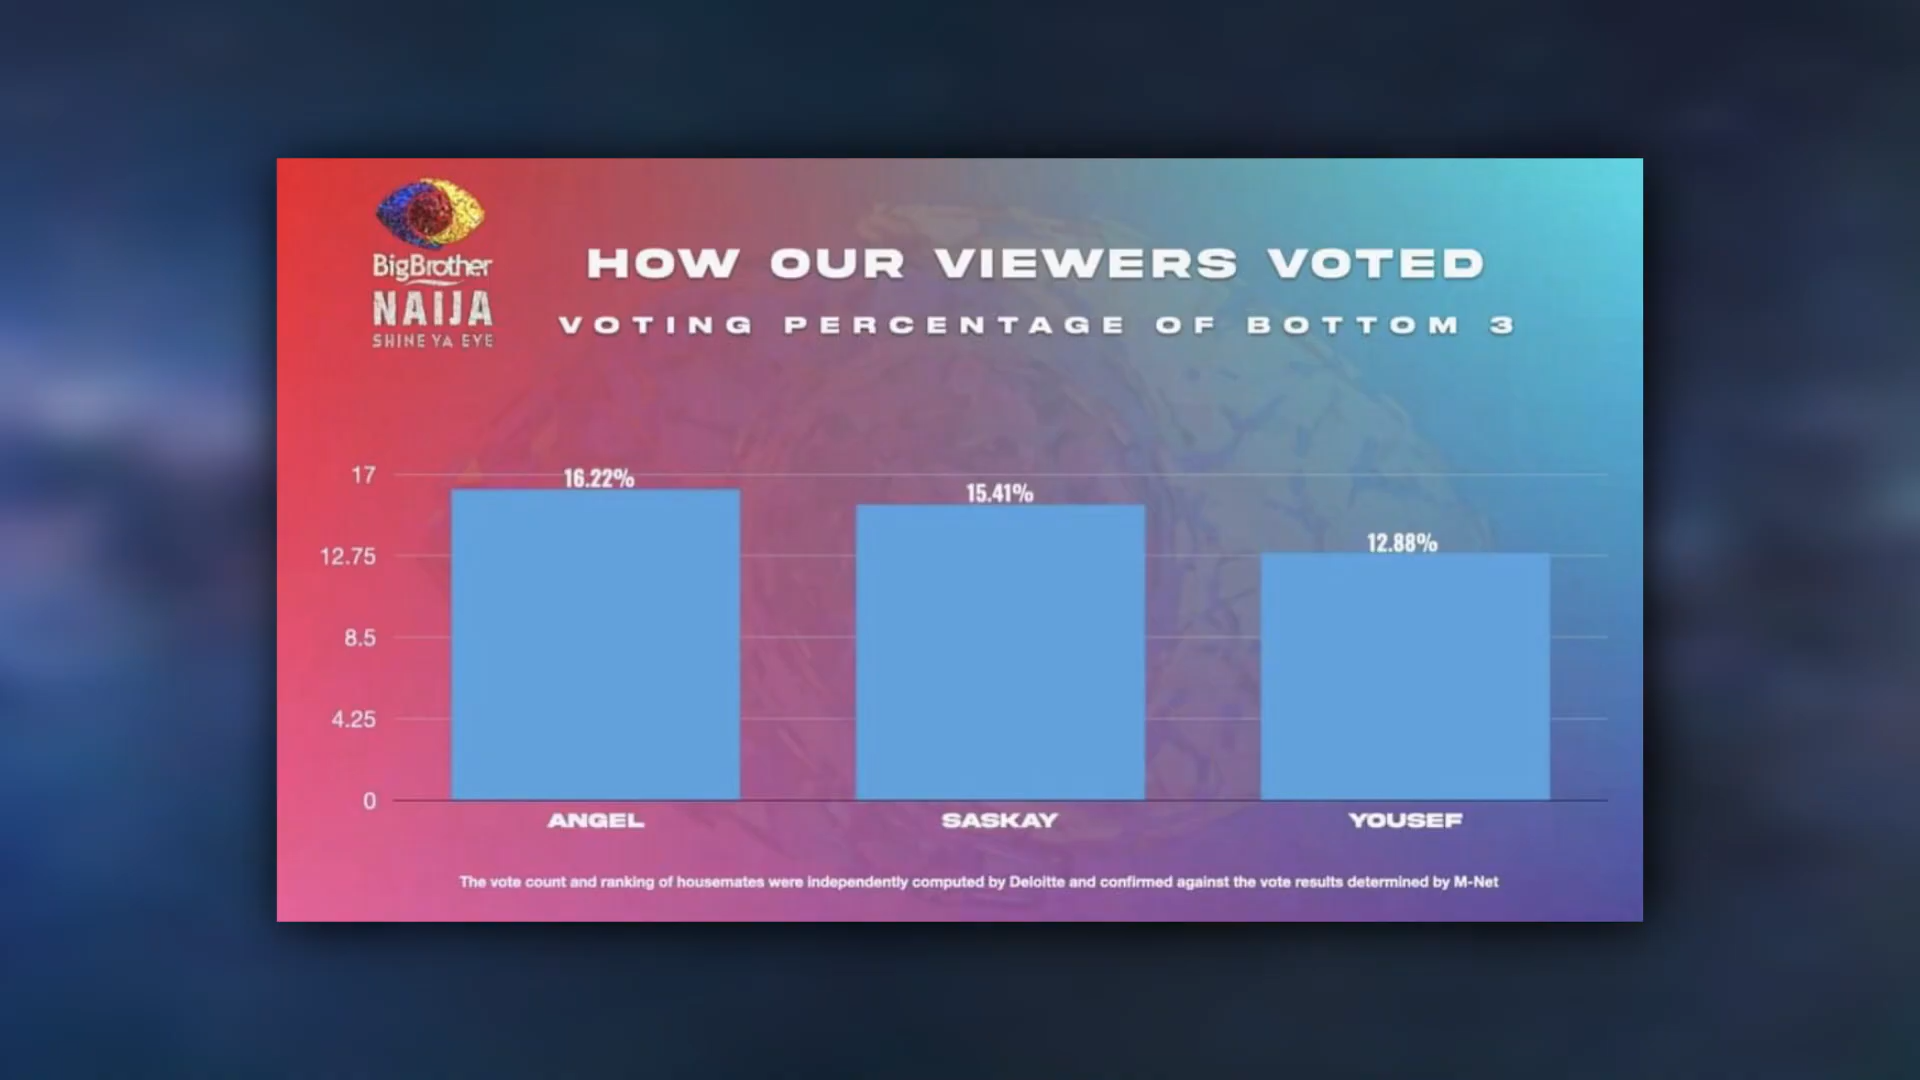 BigBrother
NAIJA
SHINE YA EYE
HOW OUR VIEWERS VOTED
VOTING PERCENTAGE OF BOTTOM 3
17
12.75
8.5
4.25
0
16.22%
15.41%
12.88%
ANGEL
SASKAY
YOUSEF
The vote count and ranking of housemates were independently computed by Deloitte and confirmed against the vote results determined by M-Net